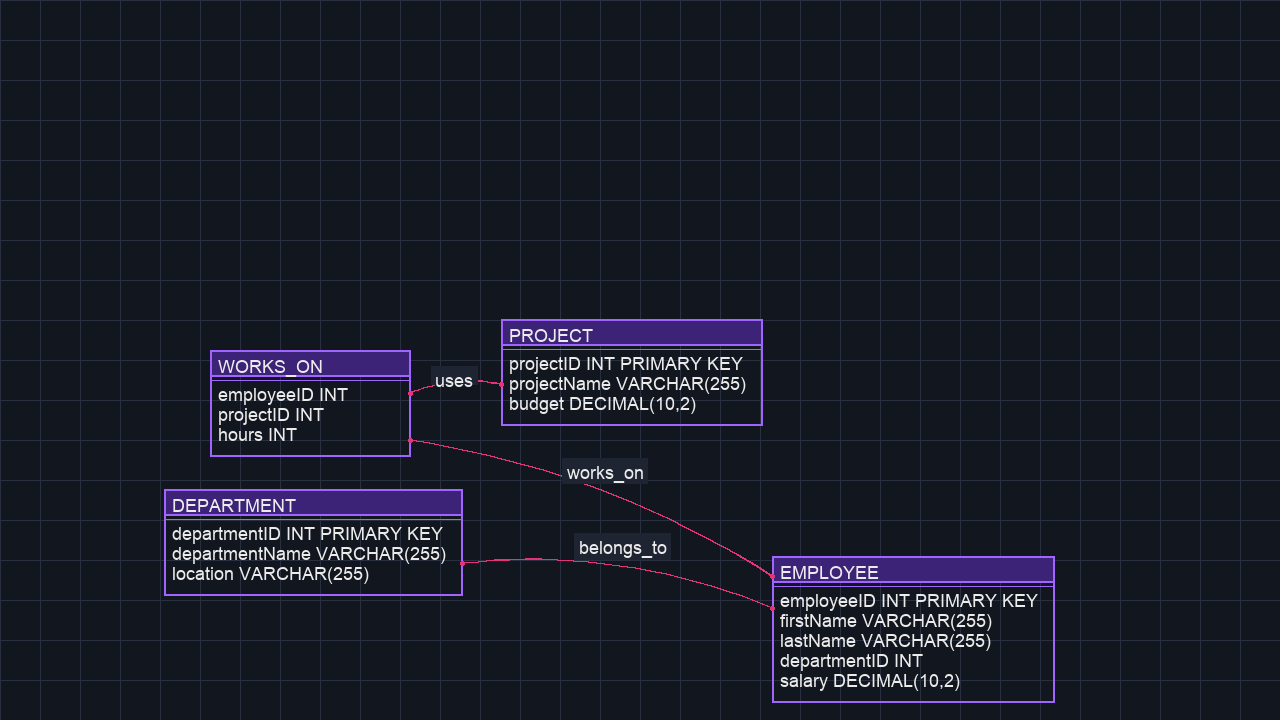 PROJECT
projectID INT PRIMARY KEY
projectName VARCHAR(255)
budget DECIMAL(10,2)
WORKS_ON
employeeID INT
projectID INT
hours INT
uses
works_on
DEPARTMENT
departmentID INT PRIMARY KEY
departmentName VARCHAR(255)
location VARCHAR(255)
belongs_to
EMPLOYEE
employeeID INT PRIMARY KEY
firstName VARCHAR(255)
lastName VARCHAR(255)
departmentID INT
salary DECIMAL(10,2)